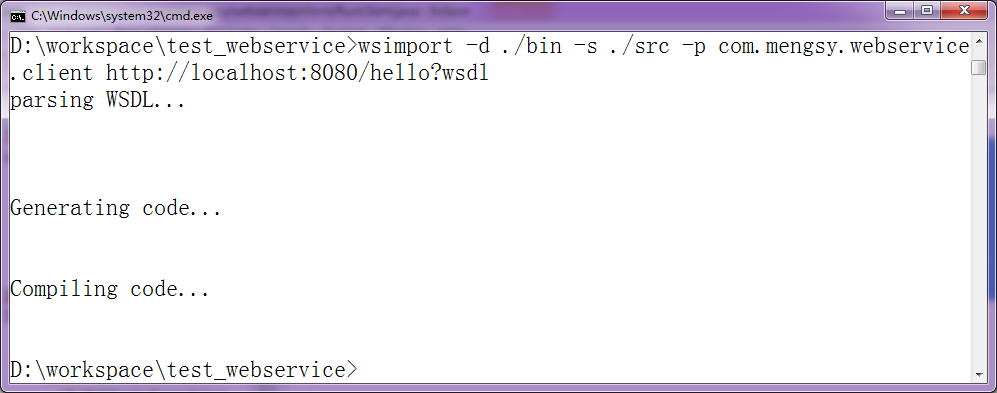 C:\Windows\system32\cmd.exe
D:\workspace\test_webservice>wsimport -d ./bin -s ./src -p com.mengsy.webservice
.client http://localhost:8080/hello?wsdl
parsing WSDL...
Generating code...
Compiling code...
D:\workspace\test_webservice>